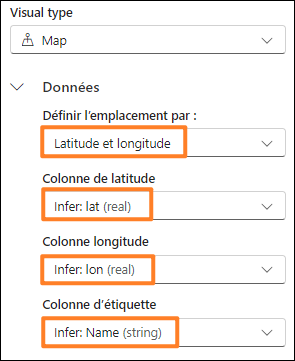 Visual type
Map
Données
Définir l'emplacement par :
Latitude et longitude
Colonne de latitude
Infer: lat (real)
Colonne longitude
Infer: lon (real)
Colonne d'étiquette
Infer: Name (string)